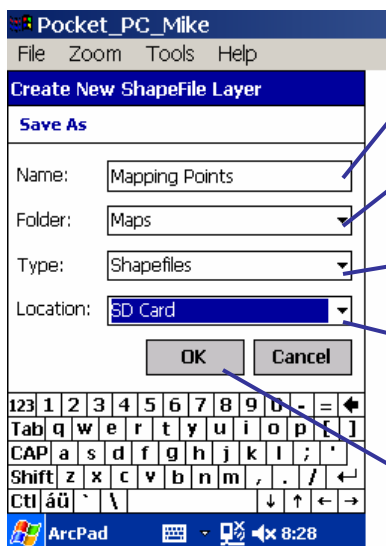 Pocket_PC_Mike
File Zoom Tools Help
Create New ShapeFile Layer
Save As
Name: Mapping Points
Folder: Maps
Type: Shapefiles
Location: SD Card
OK Cancel
123 1 2 3 4 5 6 7 8 9 0 - =
Tab q w e r t y u i o p [ ]
CAP a s d f g h j k l ; '
Shift z x c v b n m , . /
Ctl áü ` \ ↓ ↑ ← →
ArcPad 8:28